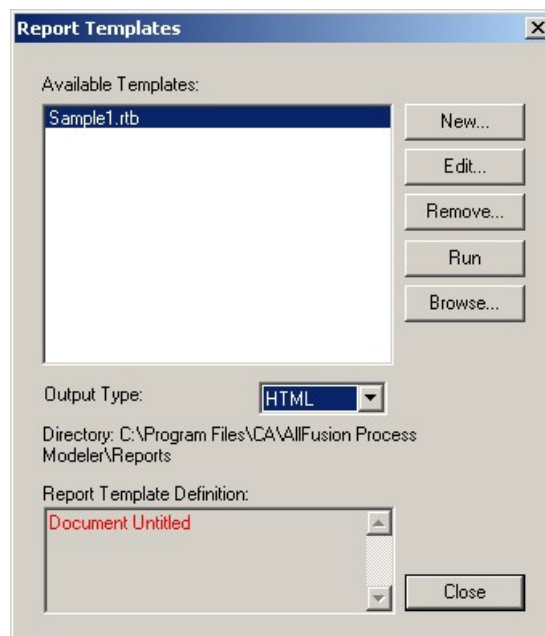 Report Templates
Available Templates:
Sample1.rtb
New...
Edit...
Remove...
Run
Browse...
Output Type:
HTML
Directory: C:\Program Files\CA\AllFusion Process
Modeler\Reports
Report Template Definition:
Document Untitled
Close